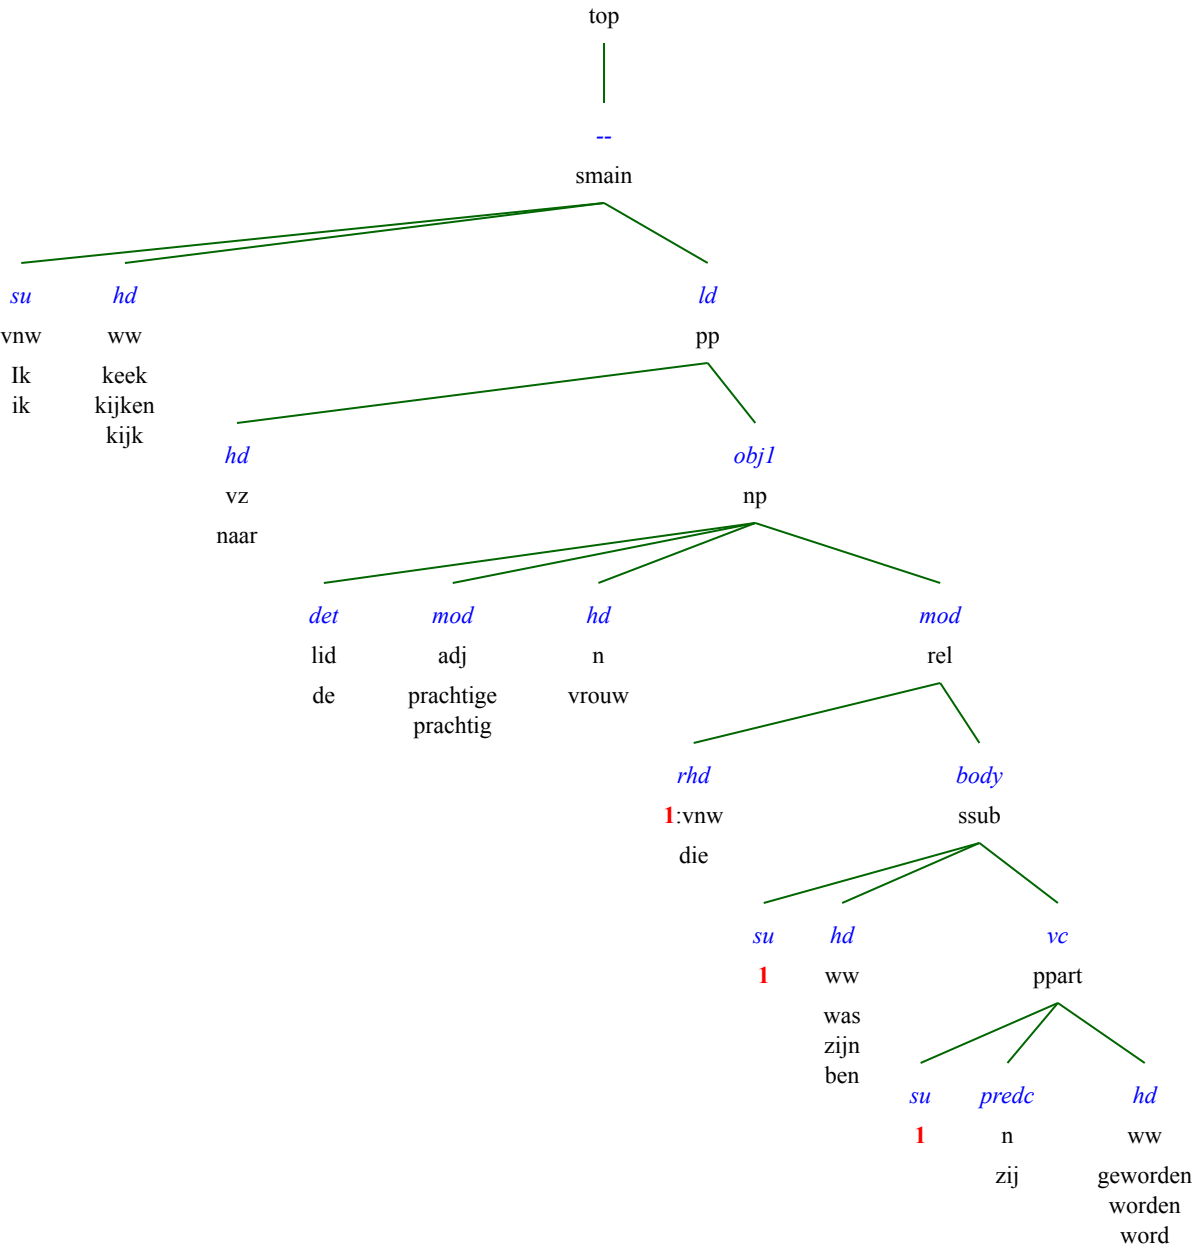 top
--
smain
su hd ld
vnw ww pp
Ik keek
ik kijken
kijk
hd obj1
vz np
naar
det mod hd mod
lid adj n rel
de prachtige vrouw
prachtig
rhd body
1:vnw ssub
die
su hd vc
1 ww ppart
was
zijn
ben
su predc hd
1 n ww
zij geworden
worden
word